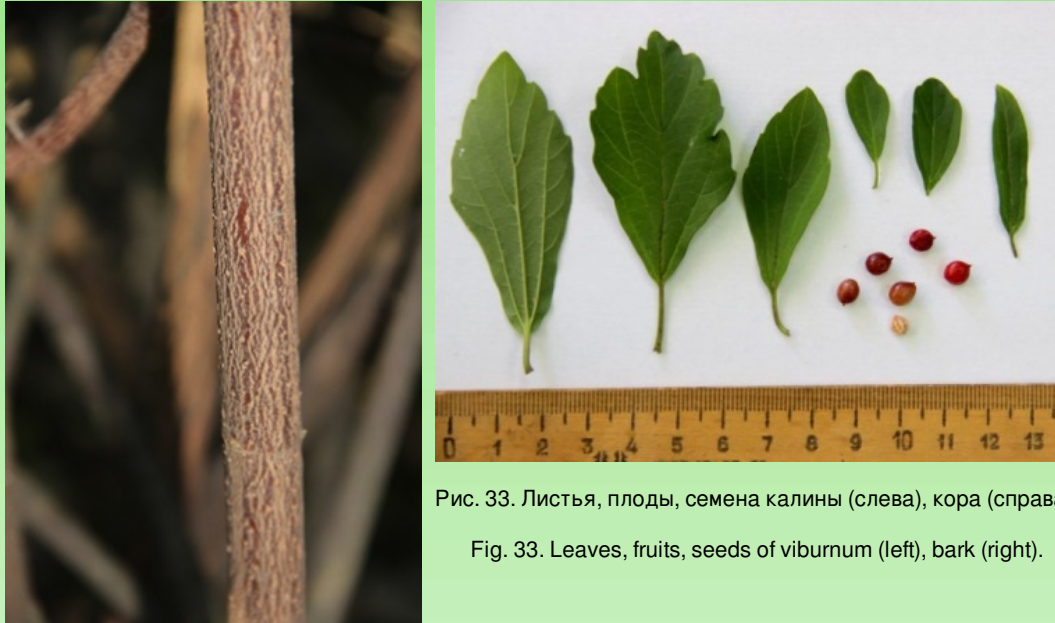 0 1 2 3 4 5 6 7 8 9 10 11 12 13
Рис. 33. Листья, плоды, семена калины (слева), кора (справа
Fig. 33. Leaves, fruits, seeds of viburnum (left), bark (right).